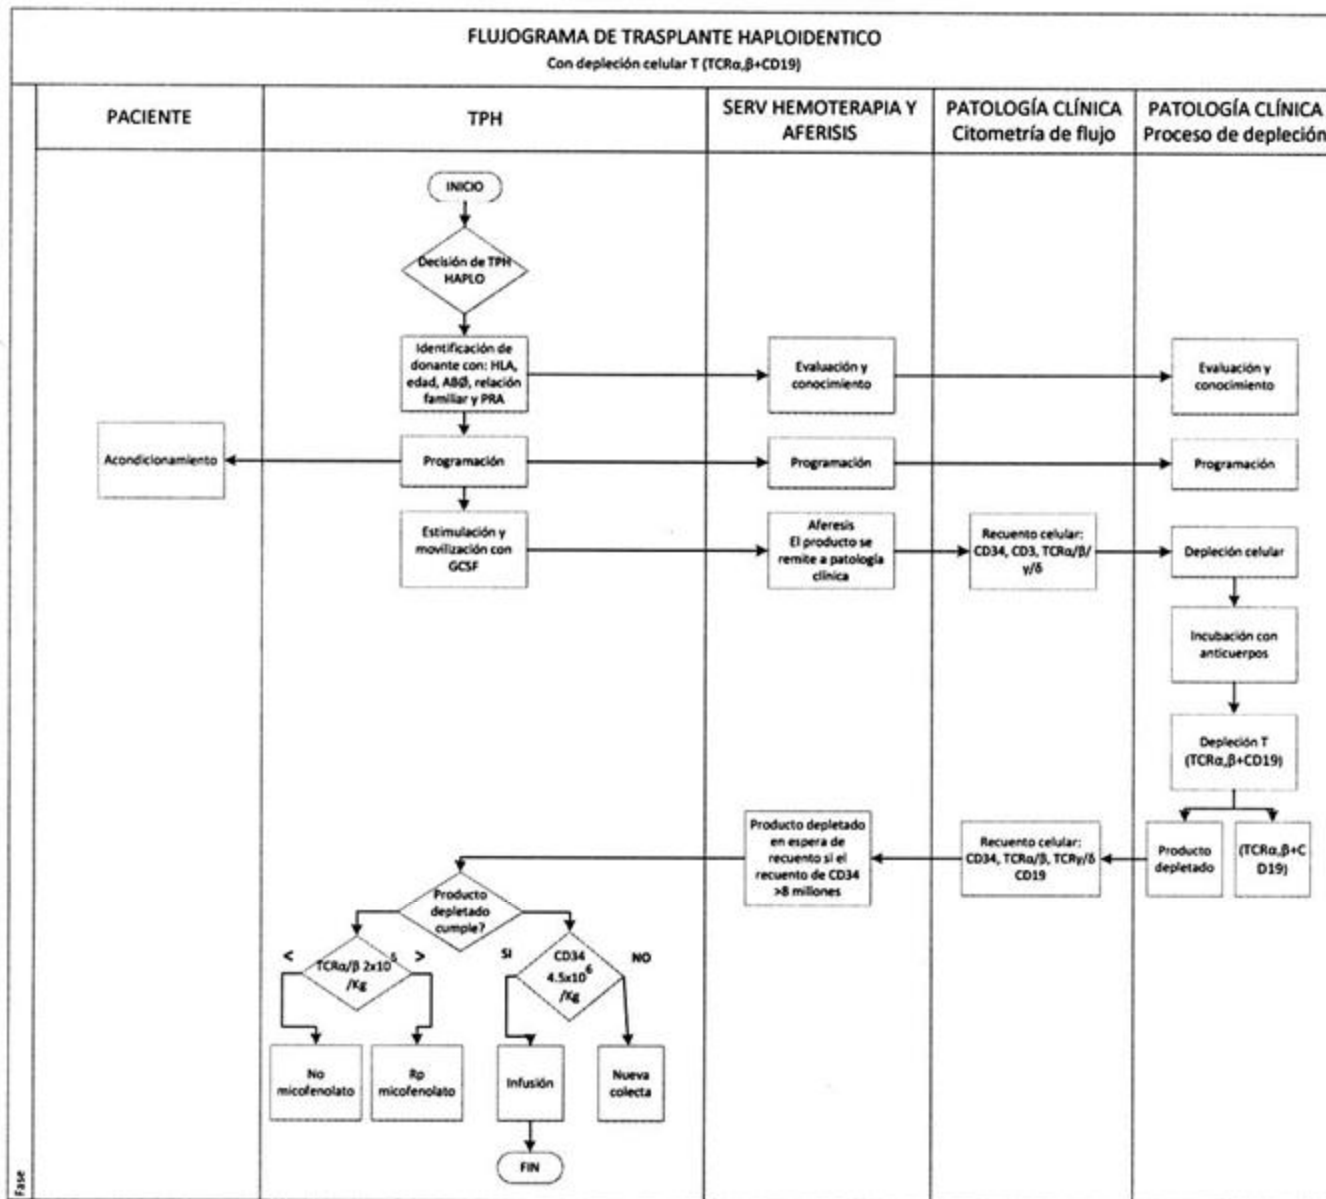 FLUJOGRAMA DE TRASPLANTE HAPLOIDENTICO
Con depleción celular T (TCRα,β+CD19)
PACIENTE
TPH
SERV HEMOTERAPIA Y
AFERISIS
PATOLOGÍA CLÍNICA
Citometría de flujo
PATOLOGÍA CLÍNICA
Proceso de depleción
INICIO
Decisión de TPH
HAPLO
Identificación de
donante con: HLA,
edad, ABØ, relación
familiar y PRA
Evaluación y
conocimiento
Evaluación y
conocimiento
Acondicionamiento
Programación
Programación
Programación
Estimulación y
movilización con
GCSF
Aferesis
El producto se
remite a patología
clínica
Recuento celular:
CD34, CD3, TCRα/β/
γ/δ
Depleción celular
Incubación con
anticuerpos
Depleción T
(TCRα,β+CD19)
Producto depletado
en espera de
recuento si el
recuento de CD34
>8 millones
Recuento celular:
CD34, TCRα/β, TCRγ/δ
CD19
Producto
depletado
(TCRα,β+C
D19)
Producto
depletado
cumple?
<
TCRα/β 2x10
/Kg
>
SI
CD34
4.5x10⁶
/Kg
NO
No
micofenolato
Rp
micofenolato
Infusión
Nueva
colecta
FIN
Fase